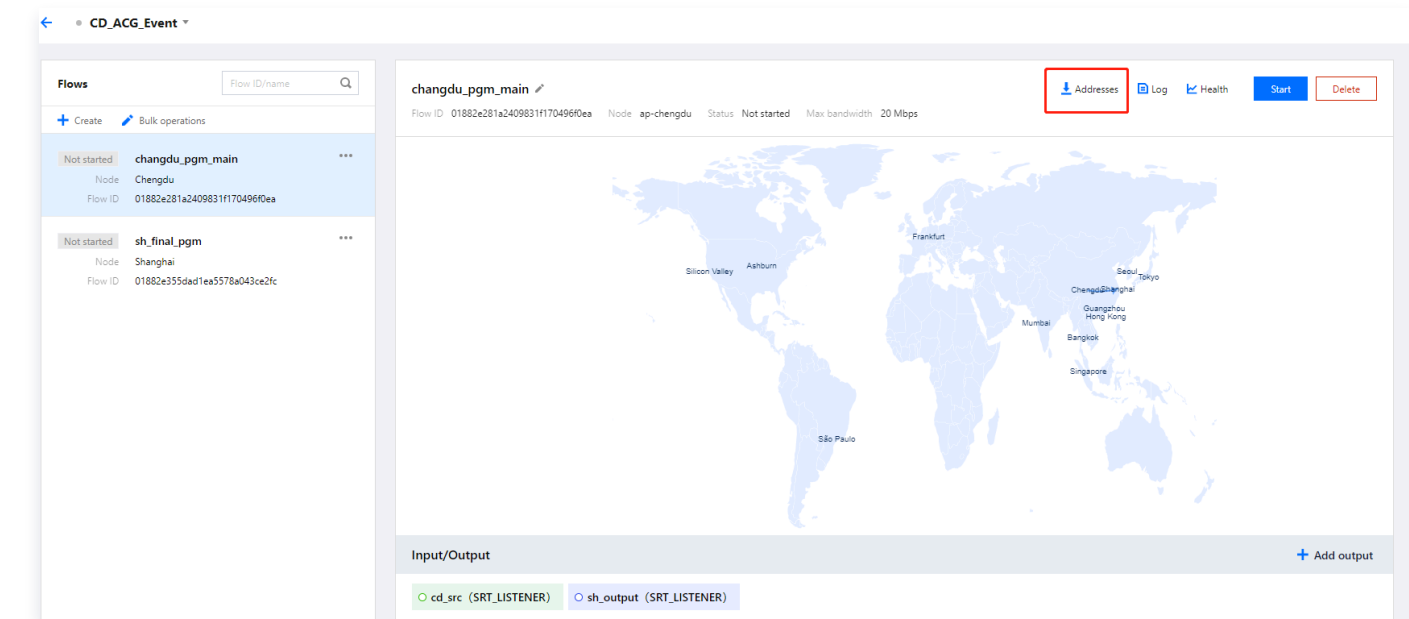 CD_ACG_Event
Flows
Flow ID/name
Create
Bulk operations
Not started changdu_pgm_main
Node Chengdu
Flow ID 01882e281a2409831f170496f0ea
Not started sh_final_pgm
Node Shanghai
Flow ID 01882e355dad1ea5578a043ce2fc
changdu_pgm_main
Addresses Log Health Start Delete
Flow ID 01882e281a2409831f170496f0ea Node ap-chengdu Status Not started Max bandwidth 20 Mbps
Frankfurt
Silicon Valley Ashburn
Seoul
Tokyo
Chengdu Shanghai
Guangzhou
Hong Kong
Mumbai
Bangkok
Singapore
São Paulo
Input/Output
Add output
cd_src（SRT_LISTENER） sh_output（SRT_LISTENER）